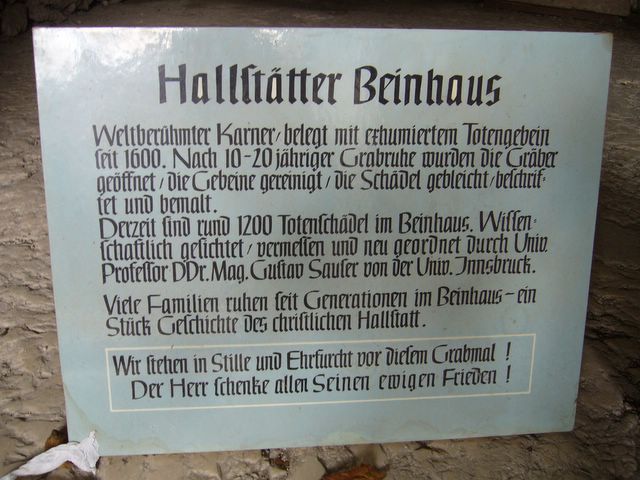 Hallſtätter Beinhaus
Weltberühmter Karner/belegt mit exhumiertem Totengebein
ſeit 1600. Nach 10-20 jähriger Grabruhe wurden die Gräber
geöffnet/die Gebeine gereinigt/die Schädel gebleicht/beschrif=
tet und bemalt.
Derzeit ſind rund 1200 Totenschädel im Beinhaus. Wiſſen=
ſchaftlich geſichtet/vermeſſen und neu geordnet durch Univ.
Profeſſor DDr. Mag. Gustav Sauſer von der Univ. Innsbruck.
Viele Familien ruhen ſeit Generationen im Beinhaus – ein
Stück Geſchichte des chriſtlichen Hallſtatt.
Wir ſtehen in Stille und Ehrfurcht vor dieſem Grabmal !
Der Herr ſchenke allen Seinen ewigen Frieden !